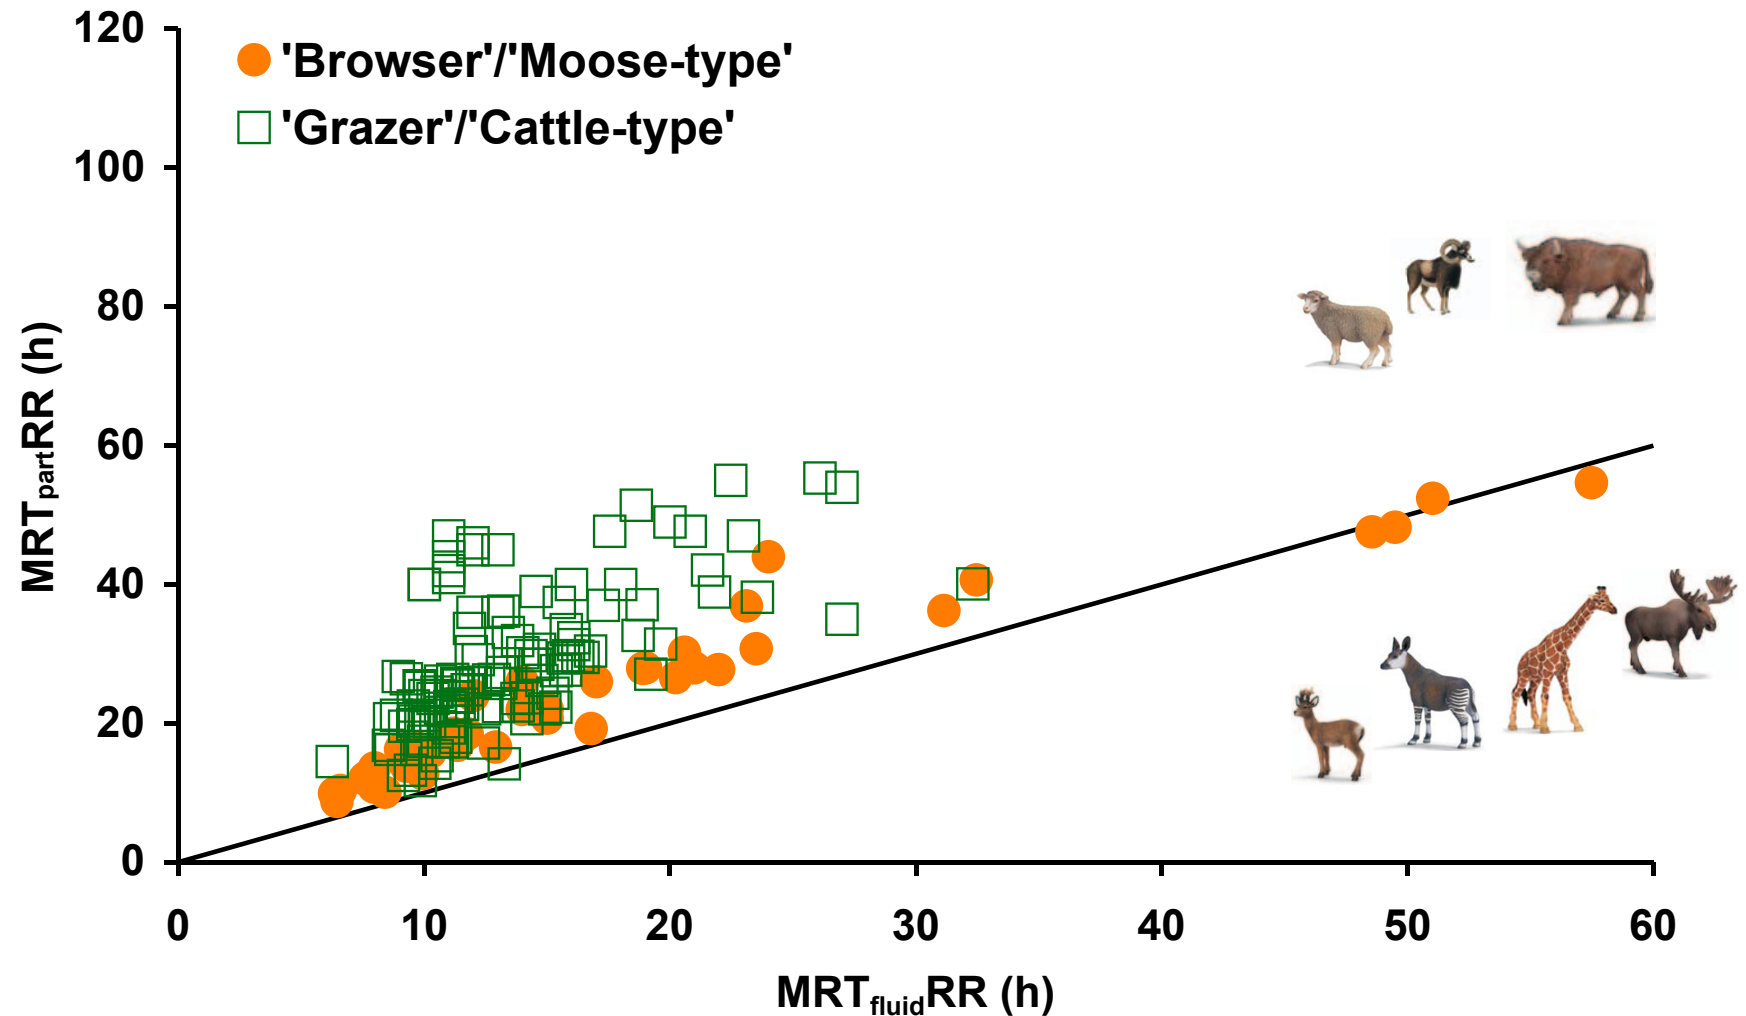 120
'Browser'/'Moose-type'
'Grazer'/'Cattle-type'
100
80
60
40
20
0
MRTpartRR (h)
0 10 20 30 40 50 60
MRTfluidRR (h)